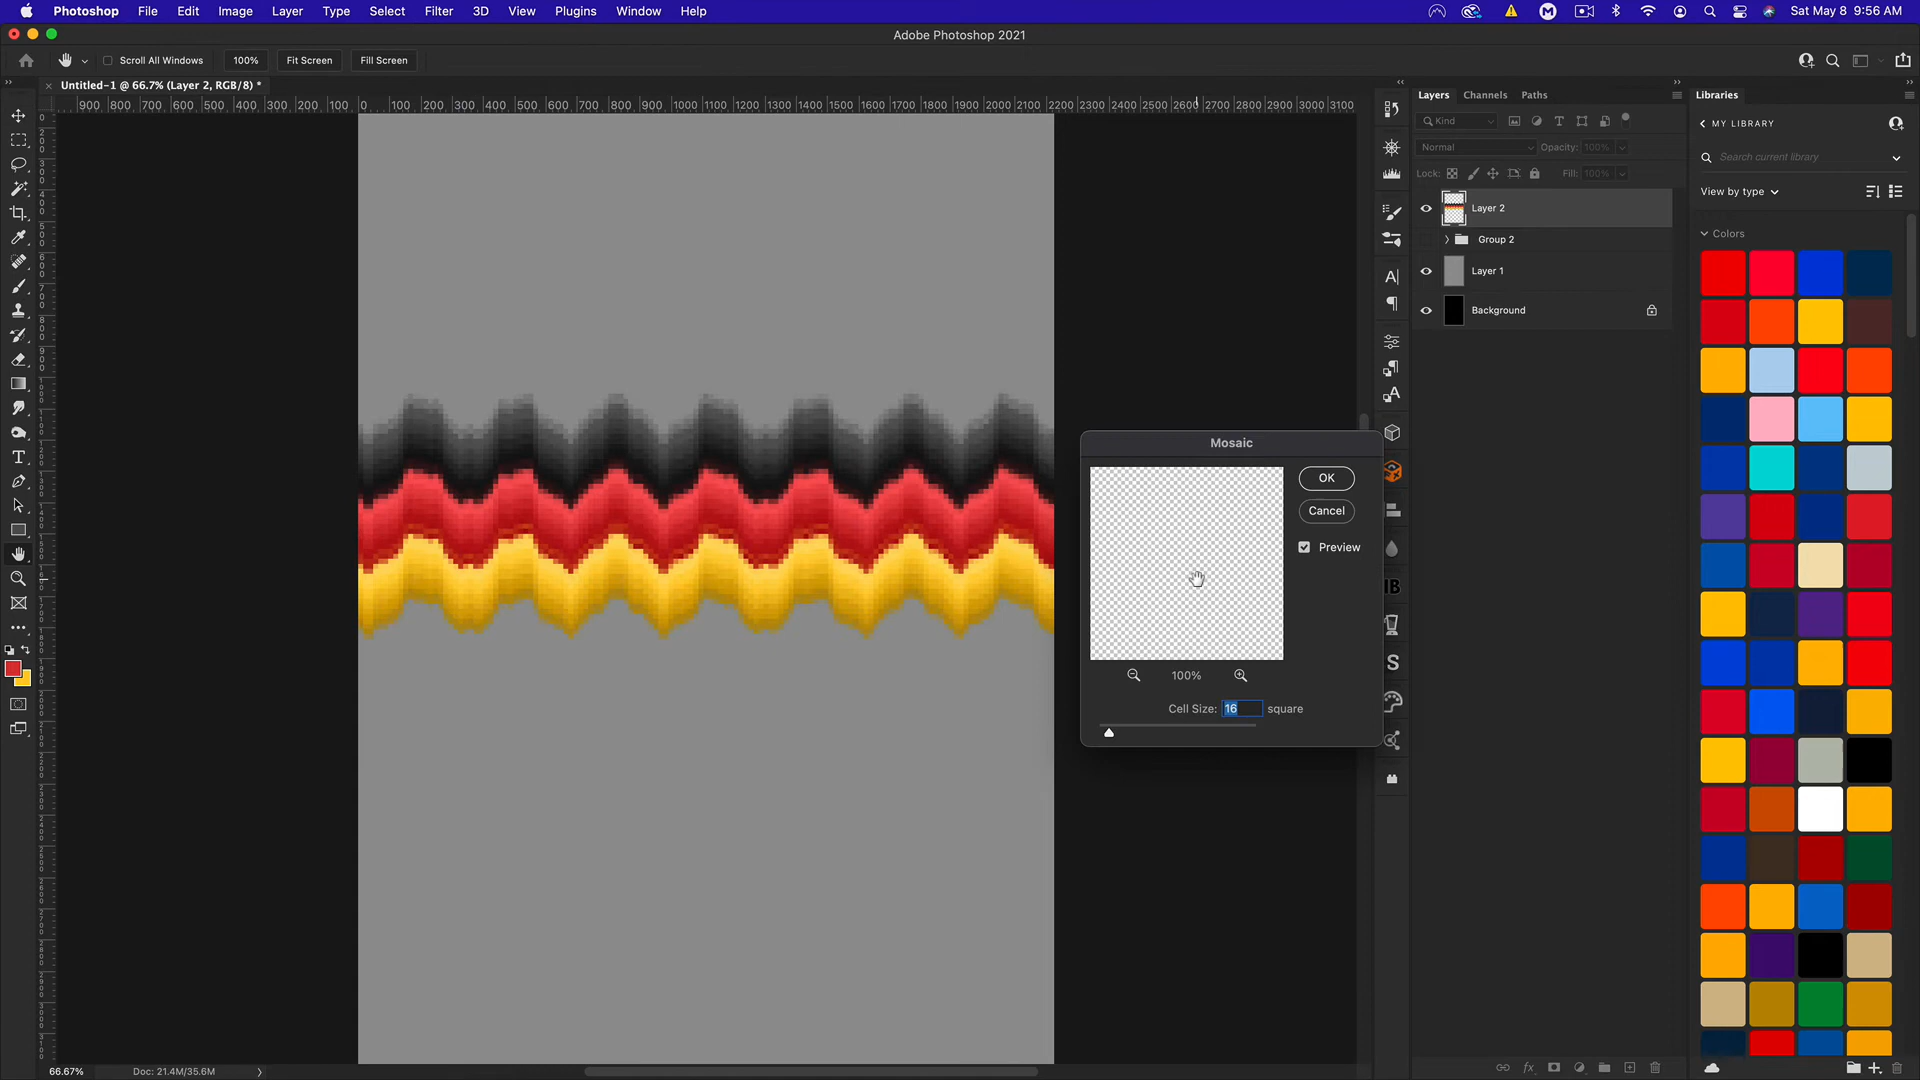 Photoshop File Edit Image Layer Type Select Filter 3D View Plugins Window Help
Sat May 8 9:56 AM
Adobe Photoshop 2021
Scroll All Windows 100% Fit Screen Fill Screen
Untitled-1 @ 66.7% (Layer 2, RGB/8) *
900 800 700 600 500 400 300 200 100 0 100 200 300 400 500 600 700 800 900 1000 1100 1200 1300 1400 1500 1600 1700 1800 1900 2000 2100 2200 2300 2400 2500 2600 2700 2800 2900 3000 3100
Layers Channels Paths
Kind
Normal Opacity: 100%
Lock: Fill: 100%
Layer 2
Group 2
Layer 1
Background
Libraries
MY LIBRARY
Search current library
View by type
Colors
Mosaic
OK
Cancel
Preview
100%
Cell Size: 16 square
66.67% Doc: 21.4M/35.6M